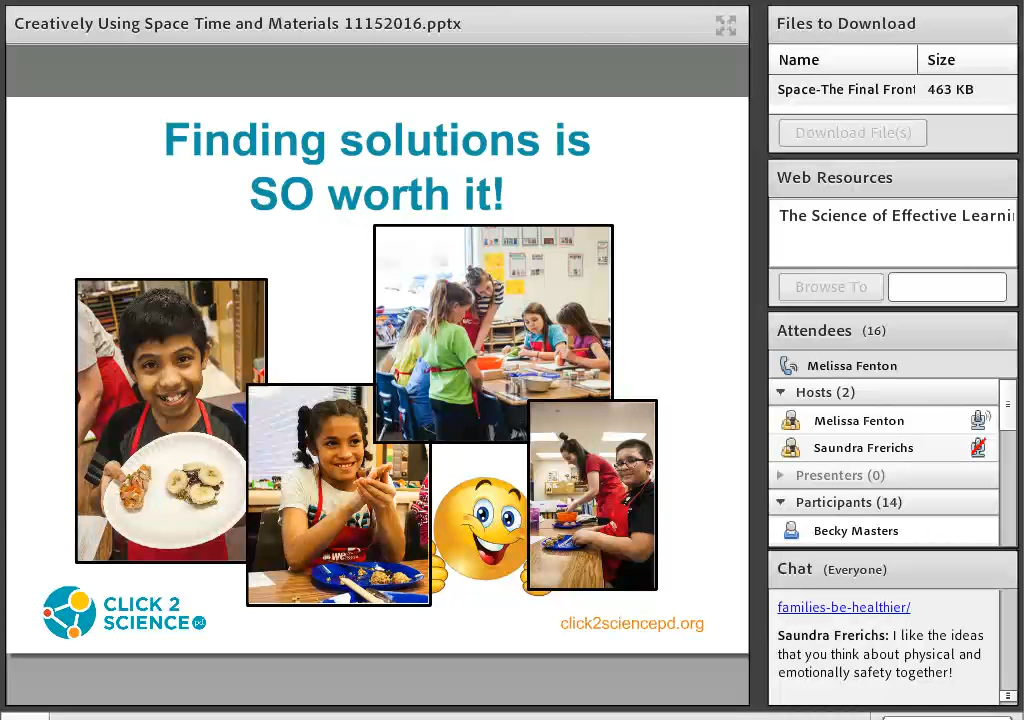 Creatively Using Space Time and Materials 11152016.pptx
Finding solutions is
SO worth it!
CLICK 2
SCIENCE pd
click2sciencepd.org
Files to Download
Name Size
Space-The Final Front 463 KB
Download File(s)
Web Resources
The Science of Effective Learni
Browse To
Attendees (16)
Melissa Fenton
Hosts (2)
Melissa Fenton
Saundra Frerichs
Presenters (0)
Participants (14)
Becky Masters
Chat (Everyone)
families-be-healthier/
Saundra Frerichs: I like the ideas
that you think about physical and
emotionally safety together!